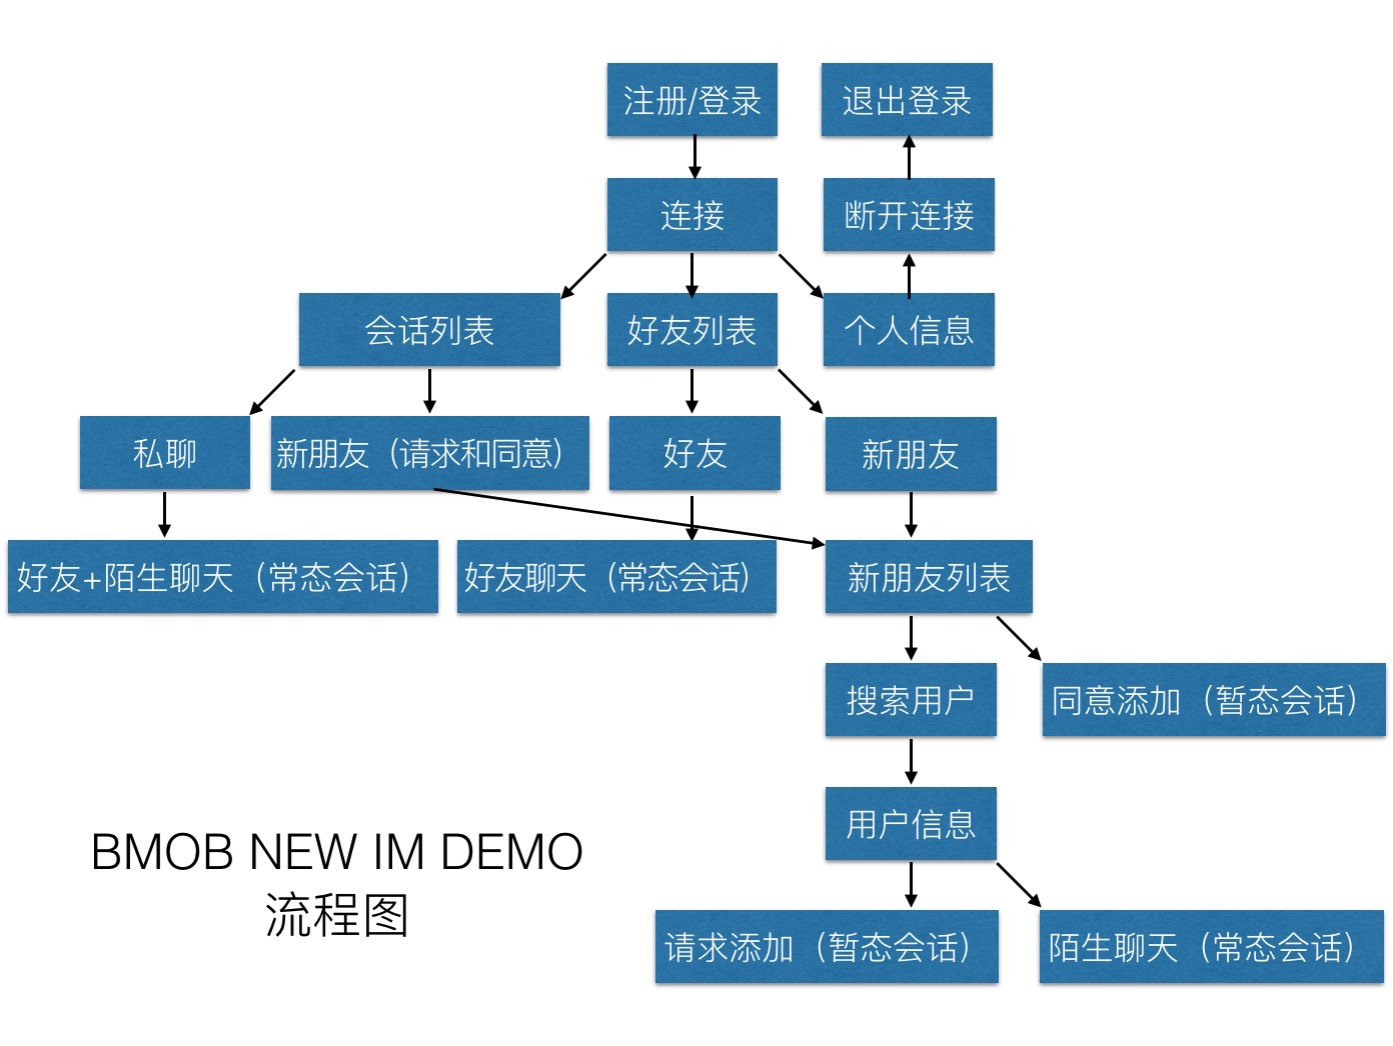 注册/登录
退出登录
连接
断开连接
会话列表
好友列表
个人信息
私聊
新朋友（请求和同意）
好友
新朋友
好友+陌生聊天（常态会话）
好友聊天（常态会话）
新朋友列表
搜索用户
同意添加（暂态会话）
用户信息
BMOB NEW IM DEMO
流程图
请求添加（暂态会话）
陌生聊天（常态会话）